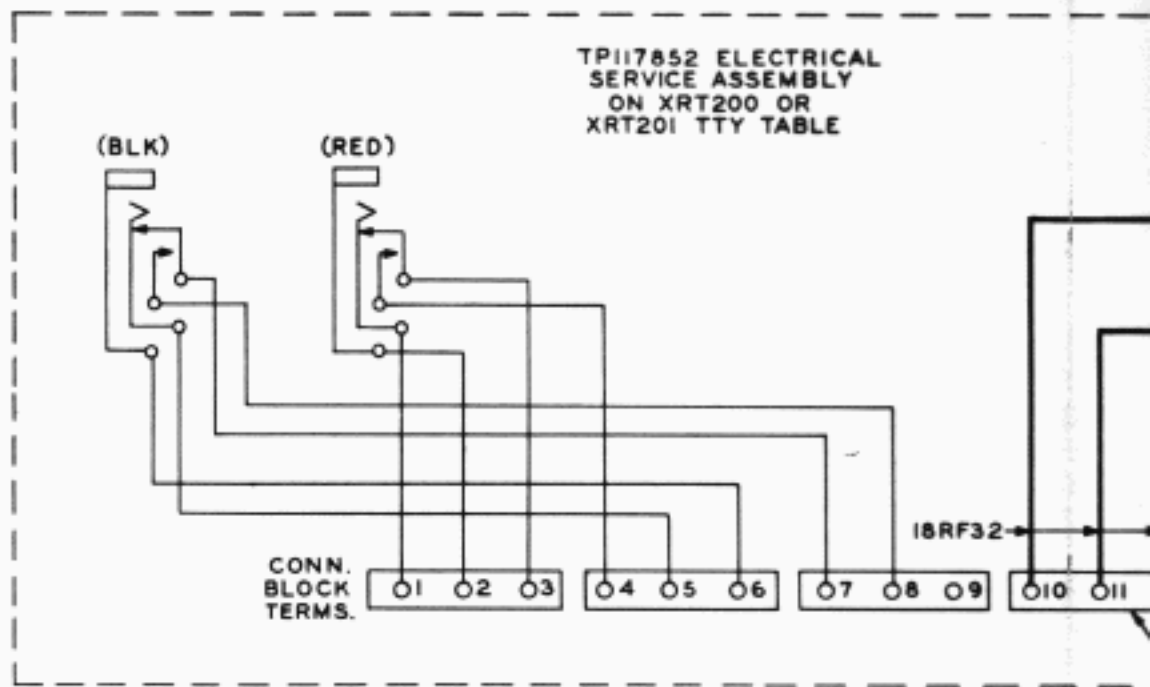 TP117852 ELECTRICAL
SERVICE ASSEMBLY
ON XRT200 OR
XRT201 TTY TABLE
(BLK)
(RED)
18RF32
CONN.
BLOCK
TERMS.
1 2 3 4 5 6 7 8 9 10 11